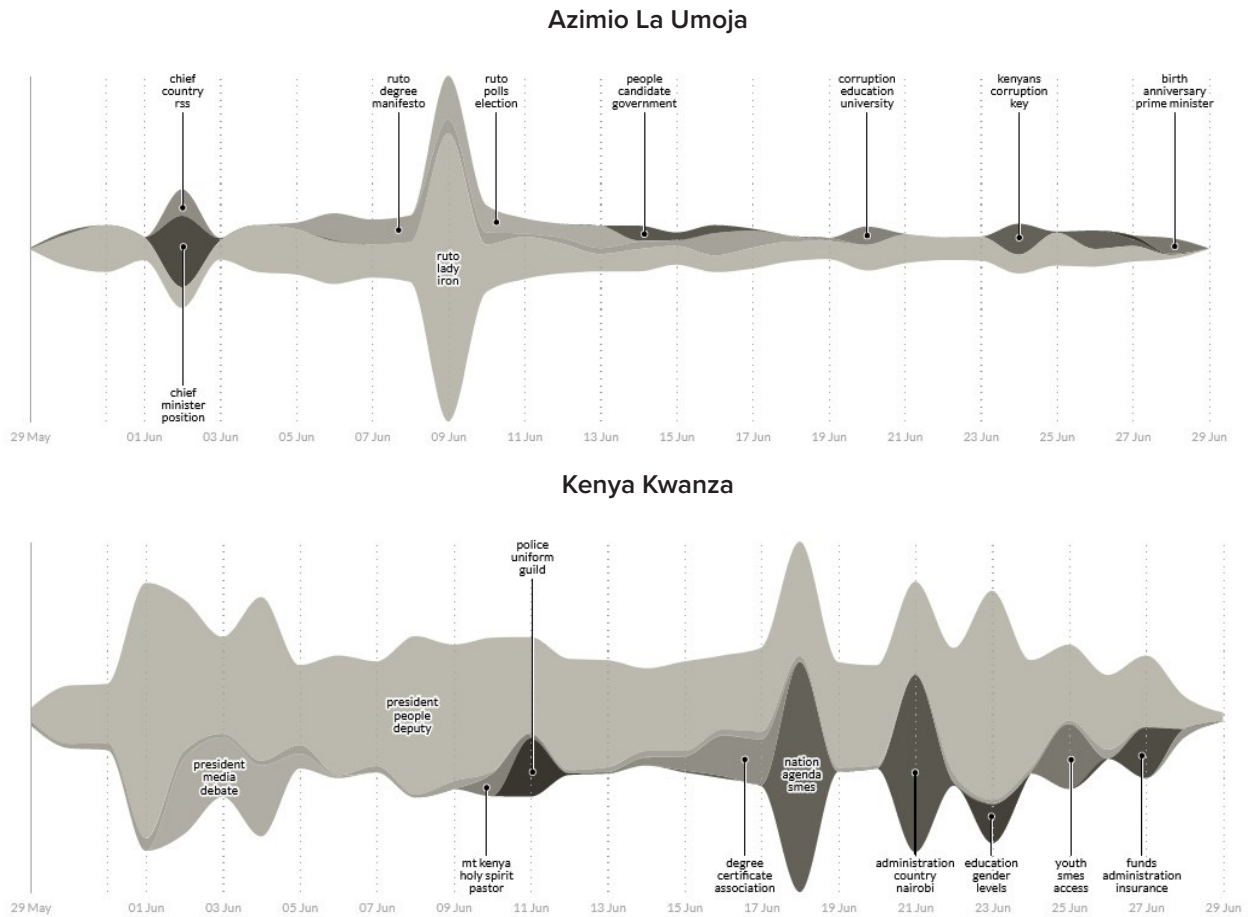 Azimio La Umoja
chief
country
rss
ruto
degree
manifesto
ruto
polls
election
people
candidate
government
corruption
education
university
kenyans
corruption
key
birth
anniversary
prime minister
ruto
lady
iron
chief
minister
position
29 May
01 Jun
03 Jun
05 Jun
07 Jun
09 Jun
11 Jun
13 Jun
15 Jun
17 Jun
19 Jun
21 Jun
23 Jun
25 Jun
27 Jun
29 Jun
Kenya Kwanza
police
uniform
guild
president
people
deputy
president
media
debate
nation
agenda
smes
mt kenya
holy spirit
pastor
degree
certificate
association
administration
country
nairobi
education
gender
levels
youth
smes
access
funds
administration
insurance
29 May
01 Jun
03 Jun
05 Jun
07 Jun
09 Jun
11 Jun
13 Jun
15 Jun
17 Jun
19 Jun
21 Jun
23 Jun
25 Jun
27 Jun
29 Jun